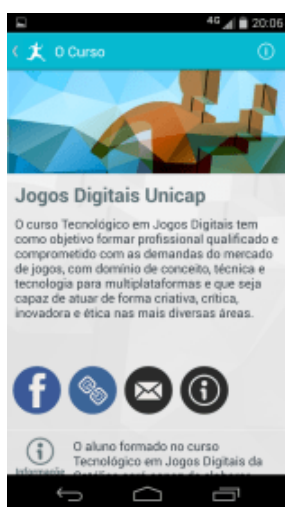 4G 20:06
O Curso
Jogos Digitais Unicap
O curso Tecnológico em Jogos Digitais tem
como objetivo formar profissional qualificado e
comprometido com as demandas do mercado
de jogos, com domínio de conceito, técnica e
tecnologia para multiplataformas e que seja
capaz de atuar de forma criativa, crítica,
inovadora e ética nas mais diversas áreas.
O aluno formado no curso
Tecnológico em Jogos Digitais da